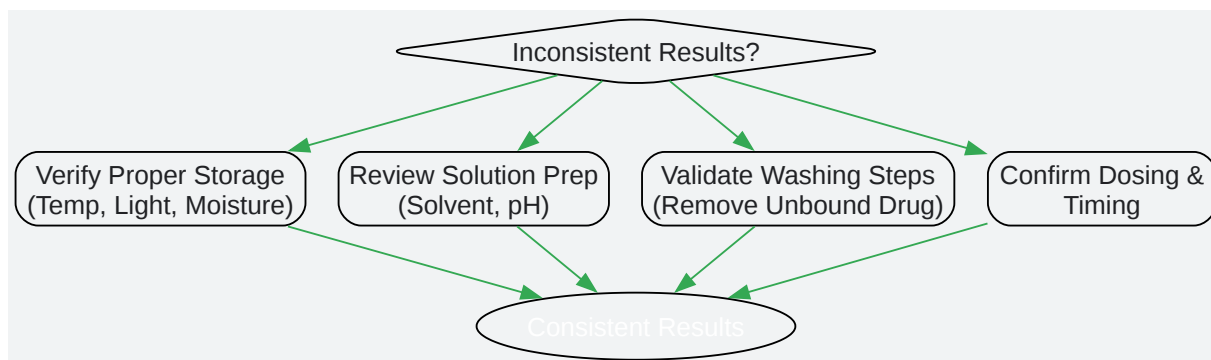 Inconsistent Results?
Verify Proper Storage
(Temp, Light, Moisture)
Review Solution Prep
(Solvent, pH)
Validate Washing Steps
(Remove Unbound Drug)
Confirm Dosing &
Timing
Consistent Results